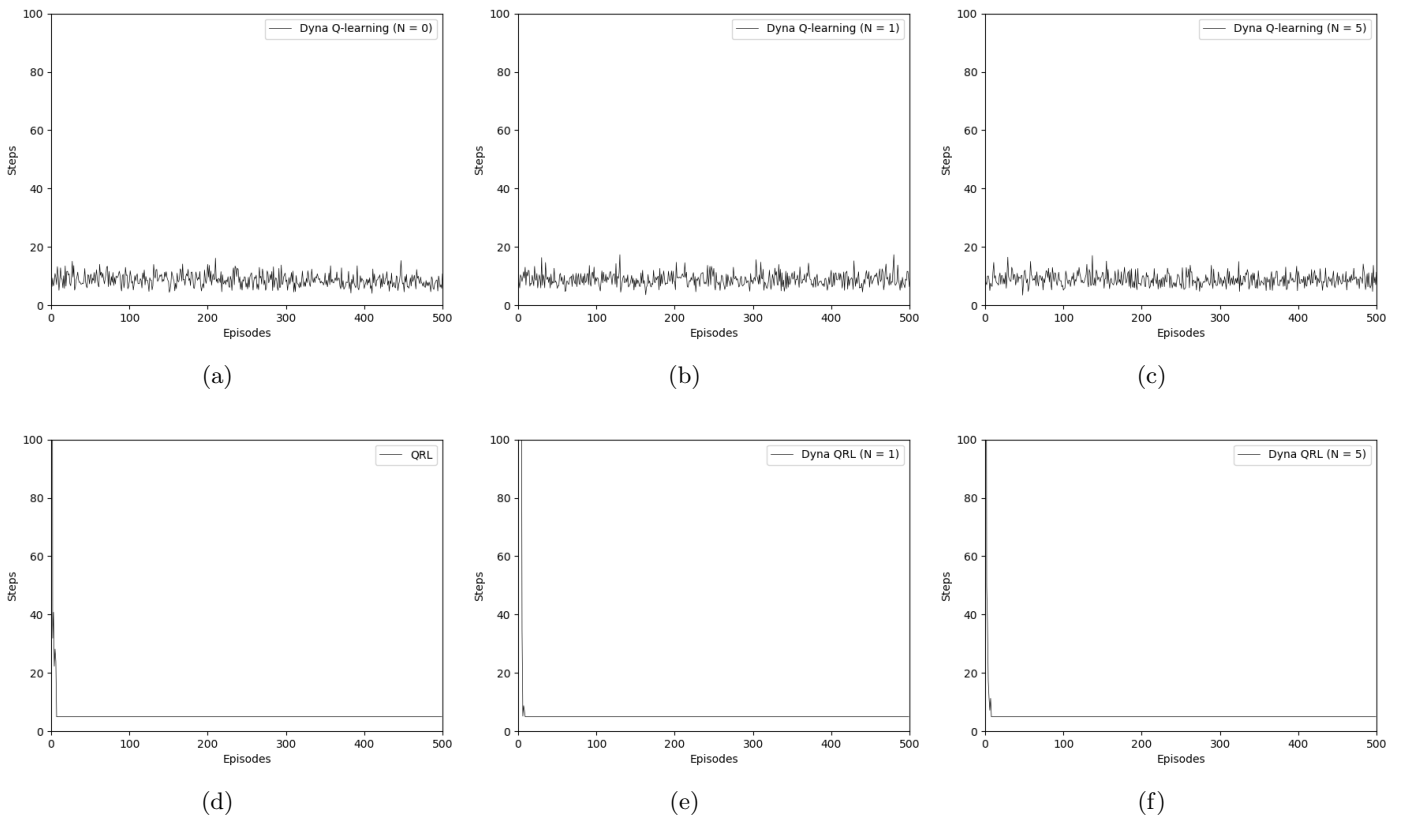 100
80
60
40
20
0
Steps
Dyna Q-learning (N = 0)
0 100 200 300 400 500
Episodes
(a)
100
80
60
40
20
0
Steps
Dyna Q-learning (N = 1)
0 100 200 300 400 500
Episodes
(b)
100
80
60
40
20
0
Steps
Dyna Q-learning (N = 5)
0 100 200 300 400 500
Episodes
(c)
100
80
60
40
20
0
Steps
QRL
0 100 200 300 400 500
Episodes
(d)
100
80
60
40
20
0
Steps
Dyna QRL (N = 1)
0 100 200 300 400 500
Episodes
(e)
100
80
60
40
20
0
Steps
Dyna QRL (N = 5)
0 100 200 300 400 500
Episodes
(f)